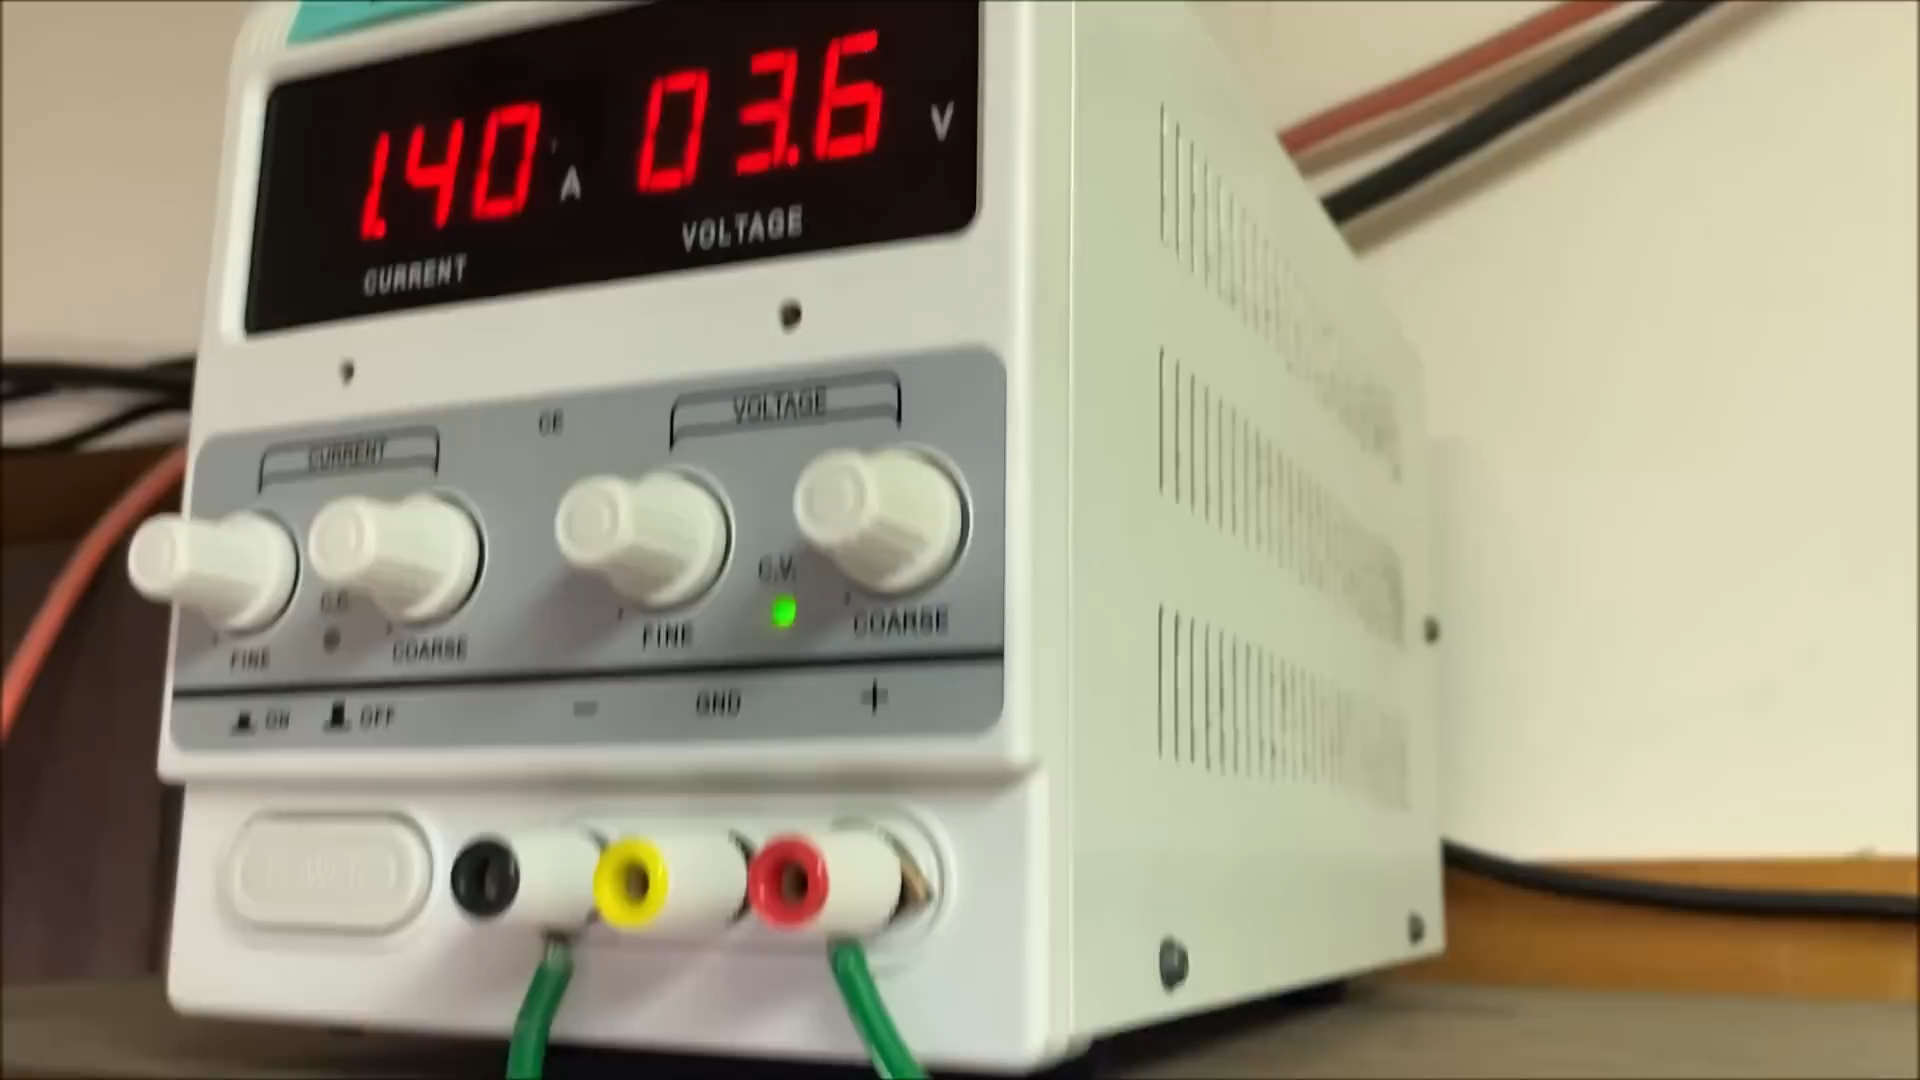 1.40 A 03.6 V
CURRENT VOLTAGE
CURRENT CE VOLTAGE
C.C. C.V.
FINE COARSE FINE COARSE
ON OFF - GND +